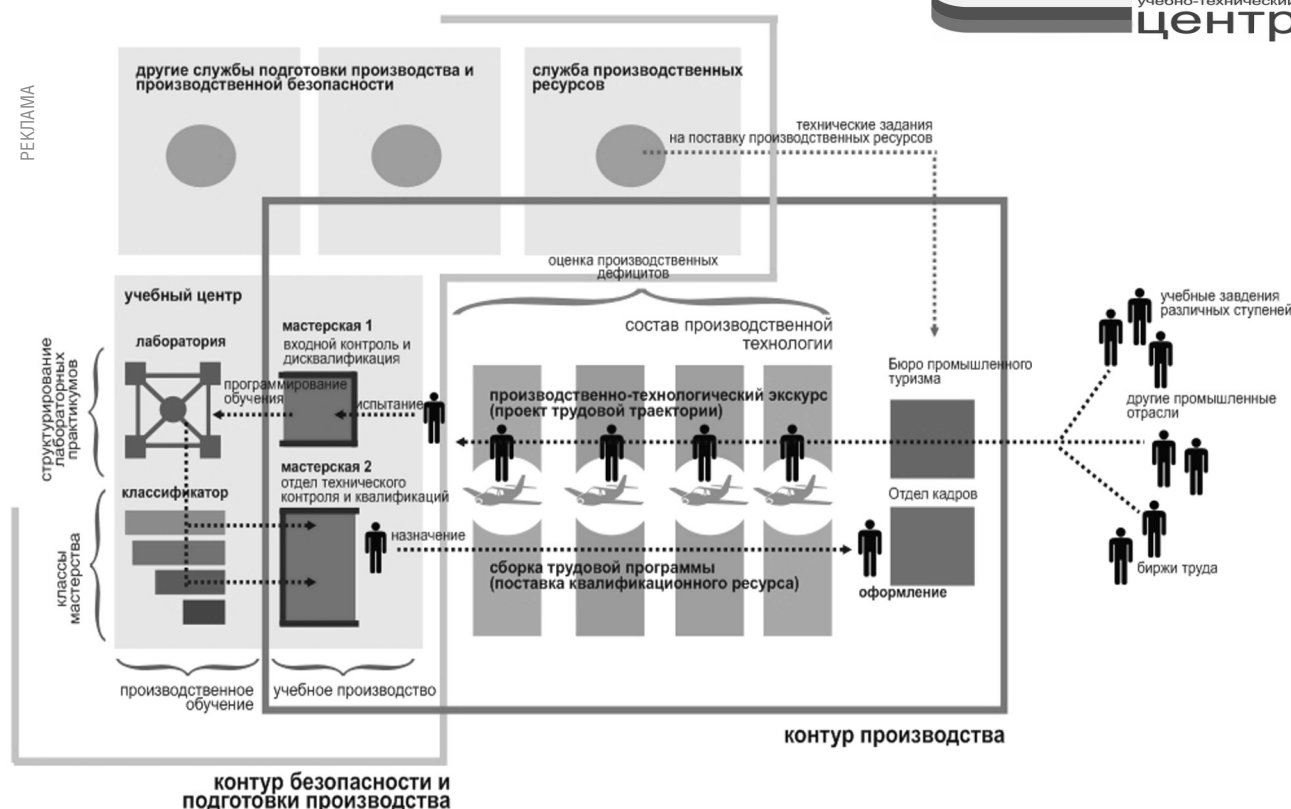 учебно-технический
центр
РЕКЛАМА
другие службы подготовки производства и
производственной безопасности
служба производственных
ресурсов
технические задания
на поставку производственных ресурсов
оценка производственных
дефицитов
учебный центр
лаборатория
мастерская 1
входной контроль и
дисквалификация
программирование
обучения
испытание
структурирование
лабораторных
практикумов
состав производственной
технологии
производственно-технологический экскурс
(проект трудовой траектории)
Бюро промышленного
туризма
учебные завдения
различных ступеней
другие промышленные
отрасли
биржи труда
мастерская 2
отдел технического
контроля и квалификаций
классификатор
классы
мастерства
назначение
сборка трудовой программы
(поставка квалификационного ресурса)
Отдел кадров
оформление
производственное
обучение
учебное производство
контур производства
контур безопасности и
подготовки производства